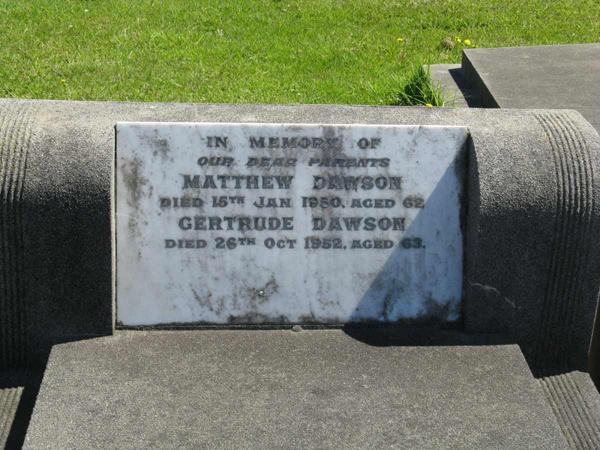 IN MEMORY OF
OUR DEAR PARENTS
MATTHEW DAWSON
DIED 15TH JAN 1950, AGED 62
GERTRUDE DAWSON
DIED 26TH OCT 1952, AGED 63.